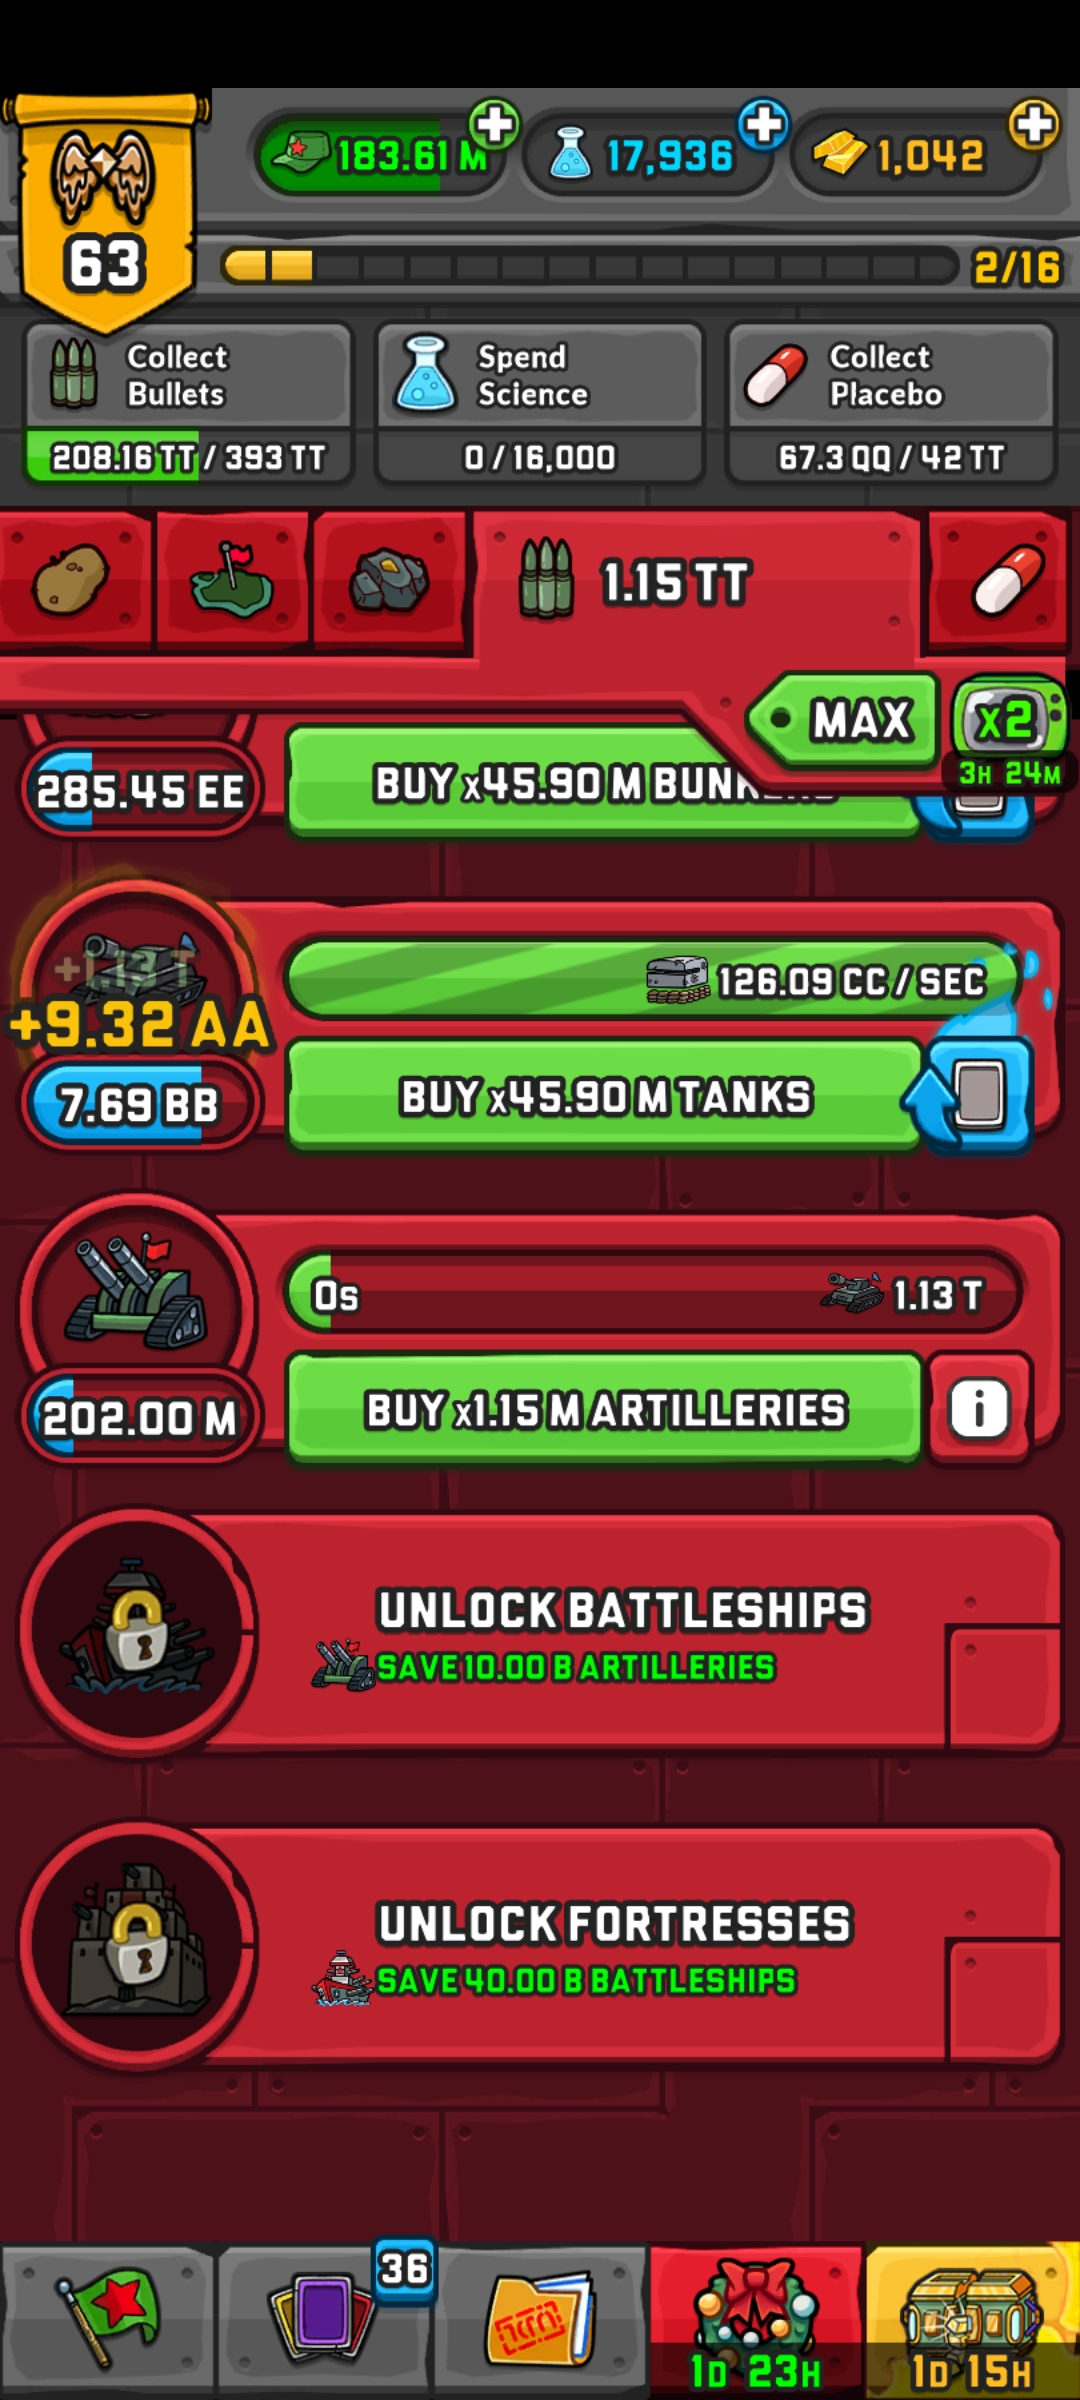 183.61 M
17,936
1,042
63
2/16
Collect
Bullets
208.16 TT / 393 TT
Spend
Science
0 / 16,000
Collect
Placebo
67.3 QQ / 42 TT
1.15 TT
MAX
x2
3H 24M
285.45 EE
BUY x45.90 M
+1.13 T
+9.32 AA
126.09 CC / SEC
7.69 BB
BUY x45.90 M TANKS
0s
1.13 T
202.00 M
BUY x1.15 M ARTILLERIES
i
UNLOCK BATTLESHIPS
SAVE 10.00 B ARTILLERIES
UNLOCK FORTRESSES
SAVE 40.00 B BATTLESHIPS
36
1D 23H
1D 15H